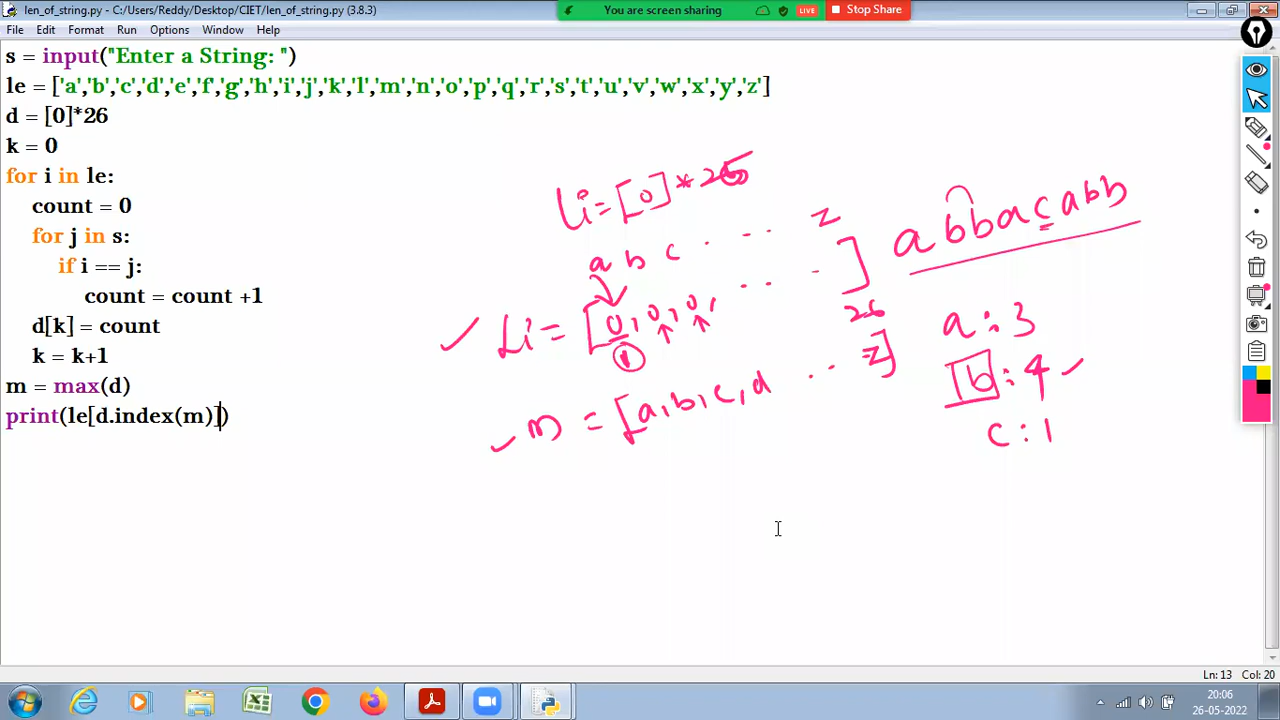 len_of_string.py - C:/Users/Reddy/Desktop/CIET/len_of_string.py (3.8.3)
You are screen sharing
LIVE
Stop Share
File Edit Format Run Options Window Help
s = input("Enter a String: ")
le = ['a','b','c','d','e','f','g','h','i','j','k','l','m','n','o','p','q','r','s','t','u','v','w','x','y','z']
d = [0]*26
k = 0
for i in le:
count = 0
for j in s:
if i == j:
count = count +1
d[k] = count
k = k+1
m = max(d)
print(le[d.index(m)])
Li = [0] * 26
a b c . .. .. z
Li = [0, 0, 0, .. .. . ]
1
26
m = [a, b, c, d . .. z]
abbacabb
a : 3
b : 4
c : 1
Ln: 13 Col: 20
20:06
26-05-2022